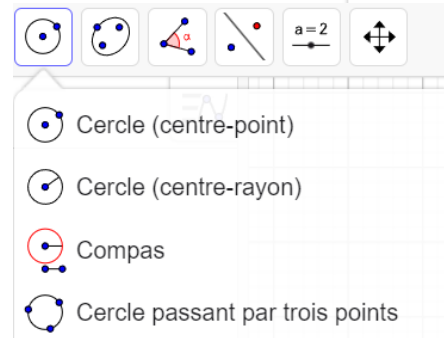 α
a = 2
Cercle (centre-point)
Cercle (centre-rayon)
Compas
Cercle passant par trois points